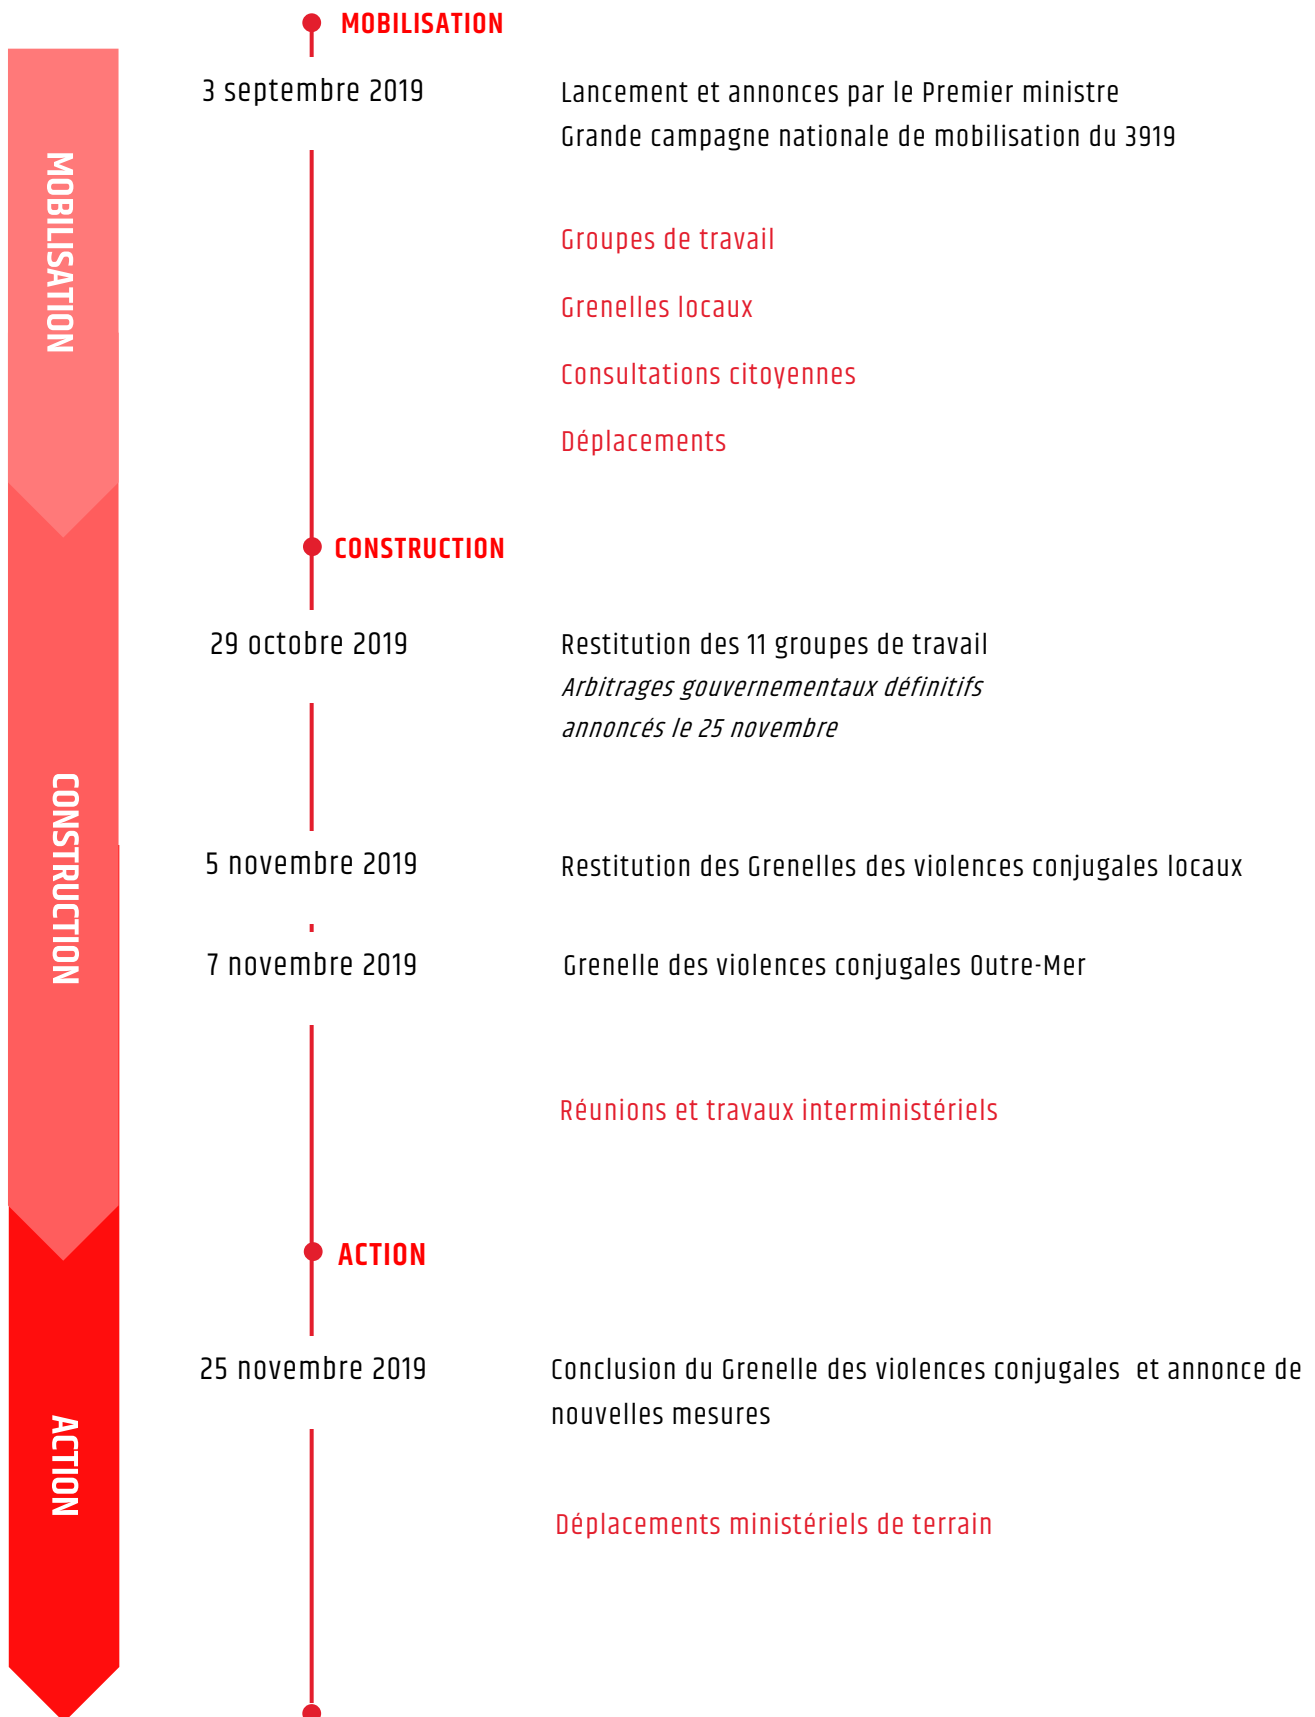 MOBILISATION
MOBILISATION
3 septembre 2019
Lancement et annonces par le Premier ministre
Grande campagne nationale de mobilisation du 3919
Groupes de travail
Grenelles locaux
Consultations citoyennes
Déplacements
CONSTRUCTION
CONSTRUCTION
29 octobre 2019
Restitution des 11 groupes de travail
Arbitrages gouvernementaux définitifs
annoncés le 25 novembre
5 novembre 2019
Restitution des Grenelles des violences conjugales locaux
7 novembre 2019
Grenelle des violences conjugales Outre-Mer
Réunions et travaux interministériels
ACTION
ACTION
25 novembre 2019
Conclusion du Grenelle des violences conjugales et annonce de
nouvelles mesures
Déplacements ministériels de terrain